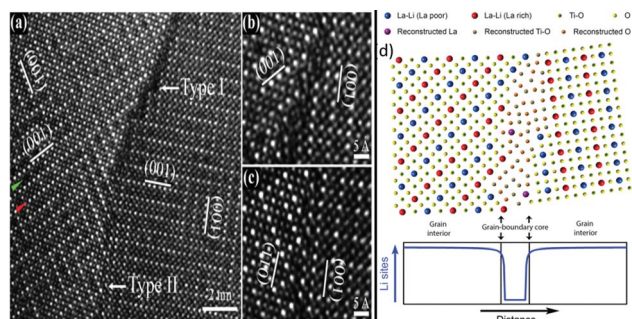 (a)
(001)
Type I
(001)
(001)
(100)
Type II
2 nm
(b)
(001)
(100)
5 Å
(c)
(011)
(100)
5 Å
La-Li (La poor)
La-Li (La rich)
Ti-O
O
Reconstructed La
Reconstructed Ti-O
Reconstructed O
d)
Grain
interior
Grain-boundary core
Grain
interior
Li sites
Distance